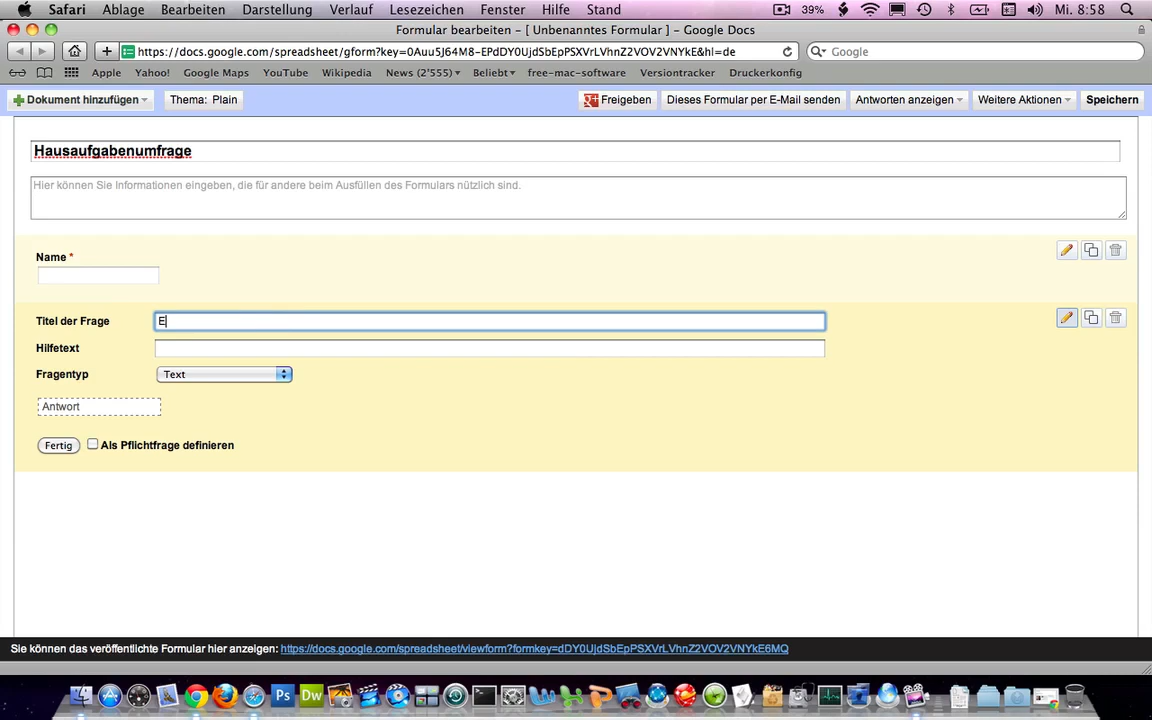 Safari Ablage Bearbeiten Darstellung Verlauf Lesezeichen Fenster Hilfe Stand 39% Mi. 8:58
Formular bearbeiten – [ Unbenanntes Formular ] – Google Docs
https://docs.google.com/spreadsheet/gform?key=0Auu5J64M8-EPdDY0UjdSbEpPSXVrLVhnZ2VOV2VNYkE&hl=de Google
Apple Yahoo! Google Maps YouTube Wikipedia News (2'555) Beliebt free-mac-software Versiontracker Druckerkonfig
Dokument hinzufügen Thema: Plain Freigeben Dieses Formular per E-Mail senden Antworten anzeigen Weitere Aktionen Speichern
Hausaufgabenumfrage
Hier können Sie Informationen eingeben, die für andere beim Ausfüllen des Formulars nützlich sind.
Name *
Titel der Frage E
Hilfetext
Fragentyp Text
Antwort
Fertig Als Pflichtfrage definieren
Sie können das veröffentlichte Formular hier anzeigen: https://docs.google.com/spreadsheet/viewform?formkey=dDY0UjdSbEpPSXVrLVhnZ2VOV2VNYkE6MQ
Ps Dw